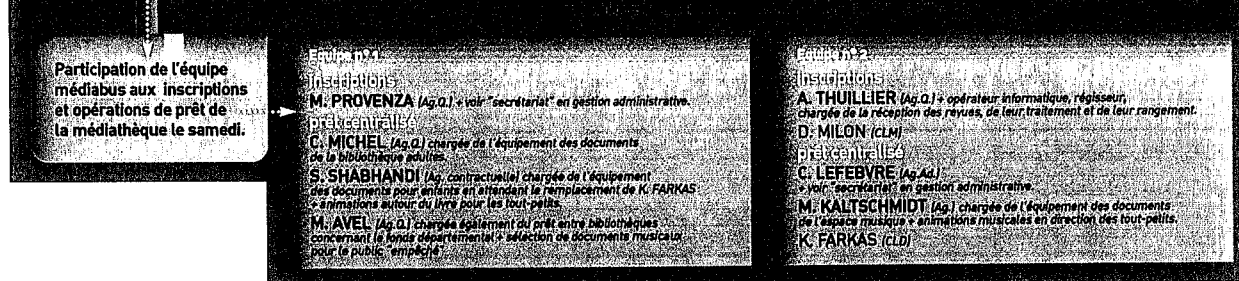 Participation de l'équipe
médiabus aux inscriptions
et opérations de prêt de
la médiathèque le samedi.
Equipe n°1
inscriptions
M. PROVENZA (Ag.Q.) + voir "secrétariat" en gestion administrative.
prêt centralisé
C. MICHEL (Ag.Q.) chargée de l'équipement des documents
de la bibliothèque adultes.
S. SHABHANDI (Ag. contractuelle) chargée de l'équipement
des documents pour enfants en attendant le remplacement de K. FARKAS
+ animations autour du livre pour les tout-petits.
M. AVEL (Ag.Q.) chargée également du prêt entre bibliothèques
concernant le fonds départemental + sélection de documents musicaux
pour le public "empêché"
Equipe n°2
inscriptions
A. THUILLIER (Ag.Q.) + opérateur informatique, régisseur,
chargée de la réception des revues, de leur traitement et de leur rangement.
D. MILON (CLM)
prêt centralisé
C. LEFEBVRE (Ag.Ad.)
+ voir "secrétariat" en gestion administrative.
M. KALTSCHMIDT (Ag.) chargée de l'équipement des documents
de l'espace musique + animations musicales en direction des tout-petits.
K. FARKAS (CLD)